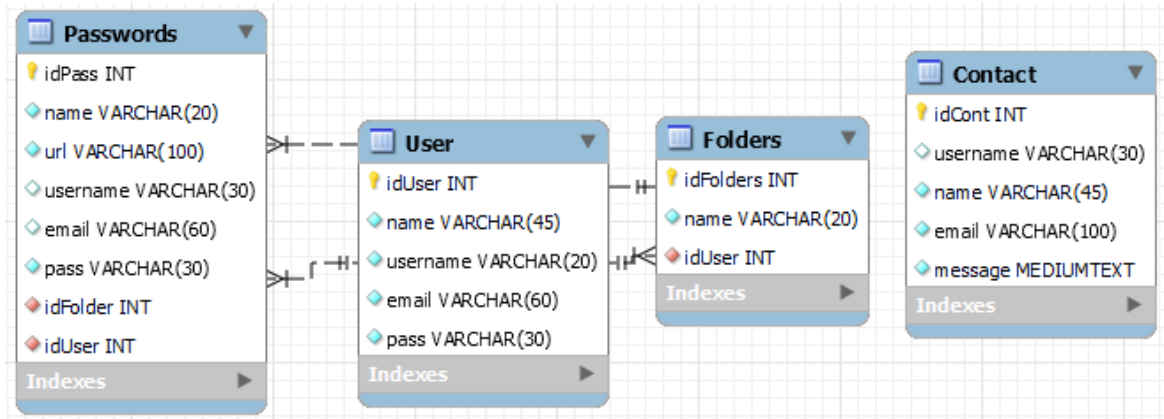 Passwords
idPass INT
name VARCHAR(20)
url VARCHAR(100)
username VARCHAR(30)
email VARCHAR(60)
pass VARCHAR(30)
idFolder INT
idUser INT
Indexes
User
idUser INT
name VARCHAR(45)
username VARCHAR(20)
email VARCHAR(60)
pass VARCHAR(30)
Indexes
Folders
idFolders INT
name VARCHAR(20)
idUser INT
Indexes
Contact
idCont INT
username VARCHAR(30)
name VARCHAR(45)
email VARCHAR(100)
message MEDIUMTEXT
Indexes